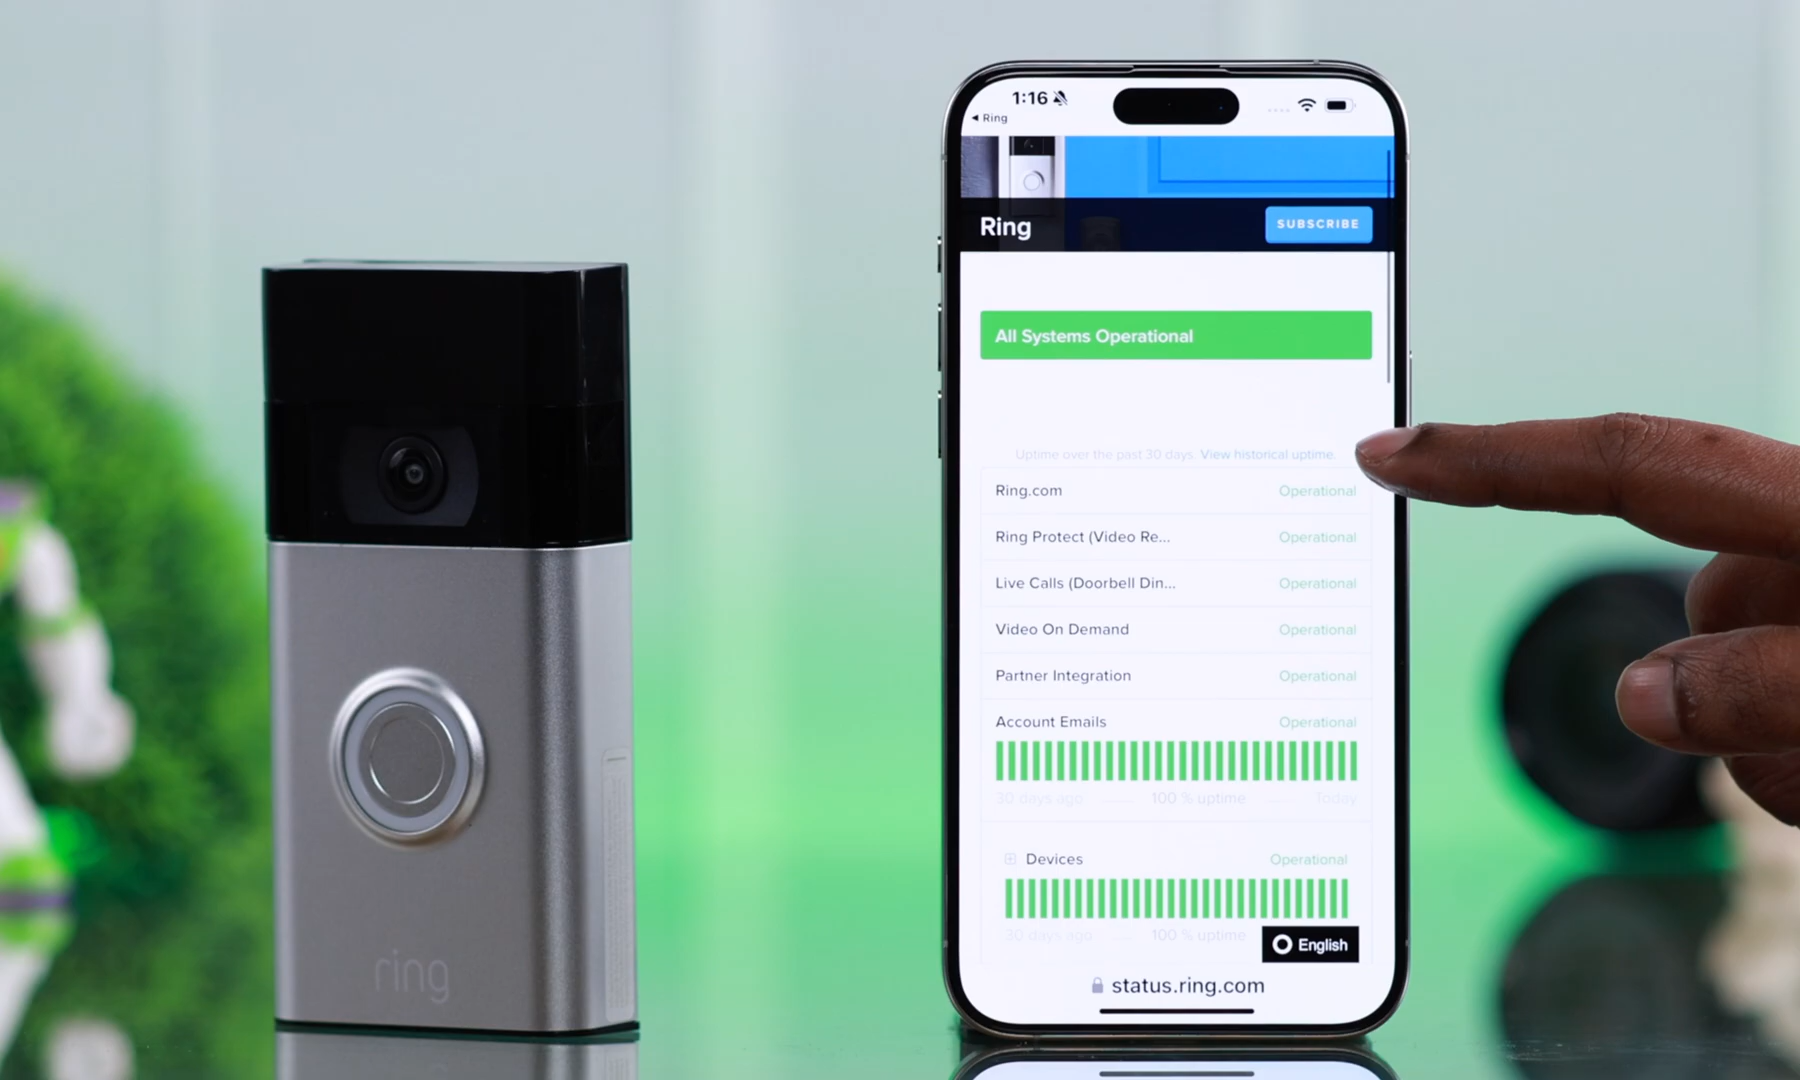 1:16
◀ Ring
Ring
SUBSCRIBE
All Systems Operational
Uptime over the past 30 days. View historical uptime.
Ring.com Operational
Ring Protect (Video Re... Operational
Live Calls (Doorbell Din... Operational
Video On Demand Operational
Partner Integration Operational
Account Emails Operational
30 days ago 100 % uptime Today
Devices Operational
30 days ago 100 % uptime
English
status.ring.com
ring